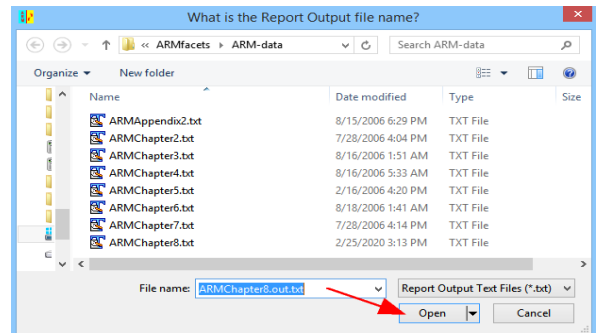 What is the Report Output file name?
« ARMfacets ARM-data
Search ARM-data
Organize New folder
Name Date modified Type Size
ARMAppendix2.txt 8/15/2006 6:29 PM TXT File
ARMChapter2.txt 7/28/2006 4:04 PM TXT File
ARMChapter3.txt 8/16/2006 1:51 AM TXT File
ARMChapter4.txt 8/16/2006 5:33 AM TXT File
ARMChapter5.txt 2/16/2006 4:20 PM TXT File
ARMChapter6.txt 8/18/2006 1:41 AM TXT File
ARMChapter7.txt 7/28/2006 4:14 PM TXT File
ARMChapter8.txt 2/25/2020 3:13 PM TXT File
File name: ARMChapter8.out.txt Report Output Text Files (*.txt)
Open Cancel